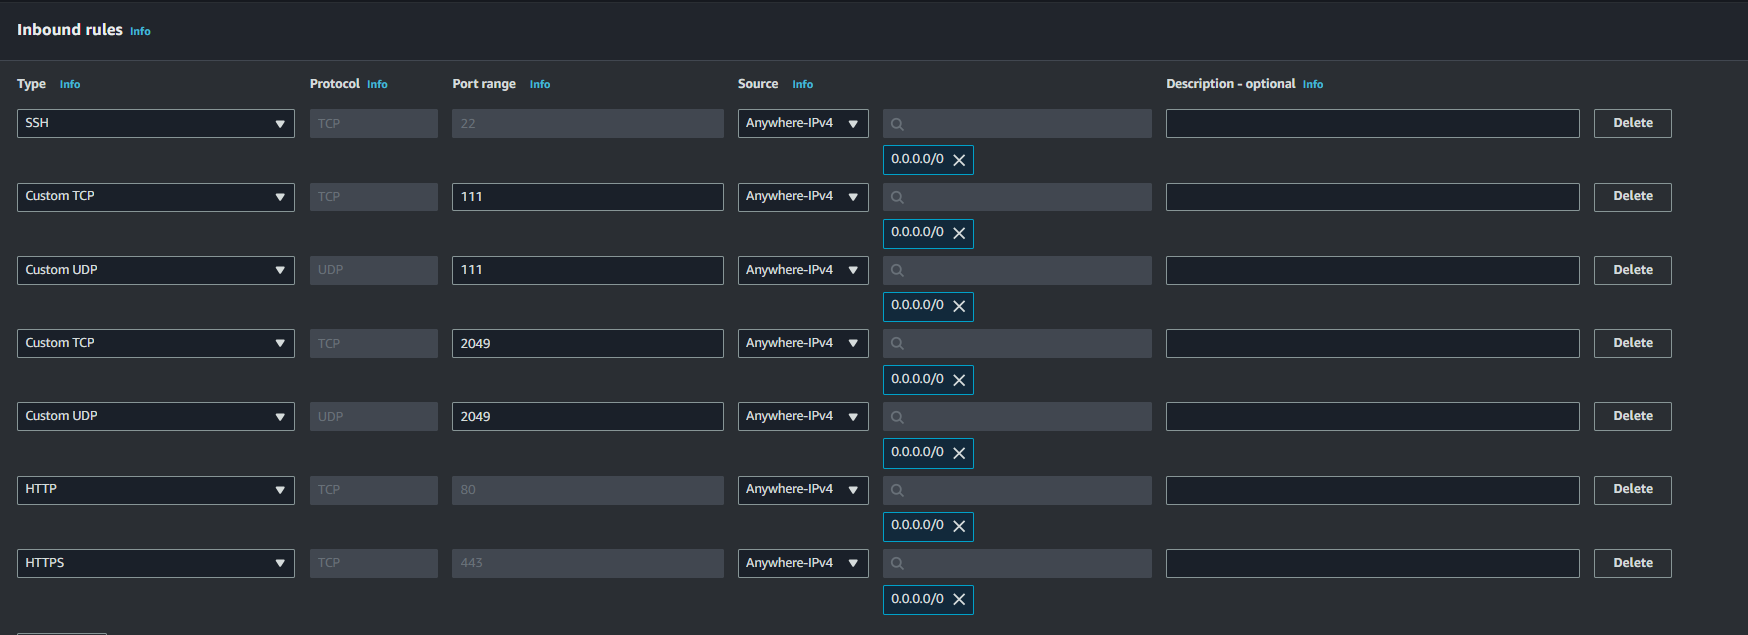 Inbound rules Info
Type Info Protocol Info Port range Info Source Info Description - optional Info
SSH TCP 22 Anywhere-IPv4 Delete
0.0.0.0/0
Custom TCP TCP 111 Anywhere-IPv4 Delete
0.0.0.0/0
Custom UDP UDP 111 Anywhere-IPv4 Delete
0.0.0.0/0
Custom TCP TCP 2049 Anywhere-IPv4 Delete
0.0.0.0/0
Custom UDP UDP 2049 Anywhere-IPv4 Delete
0.0.0.0/0
HTTP TCP 80 Anywhere-IPv4 Delete
0.0.0.0/0
HTTPS TCP 443 Anywhere-IPv4 Delete
0.0.0.0/0